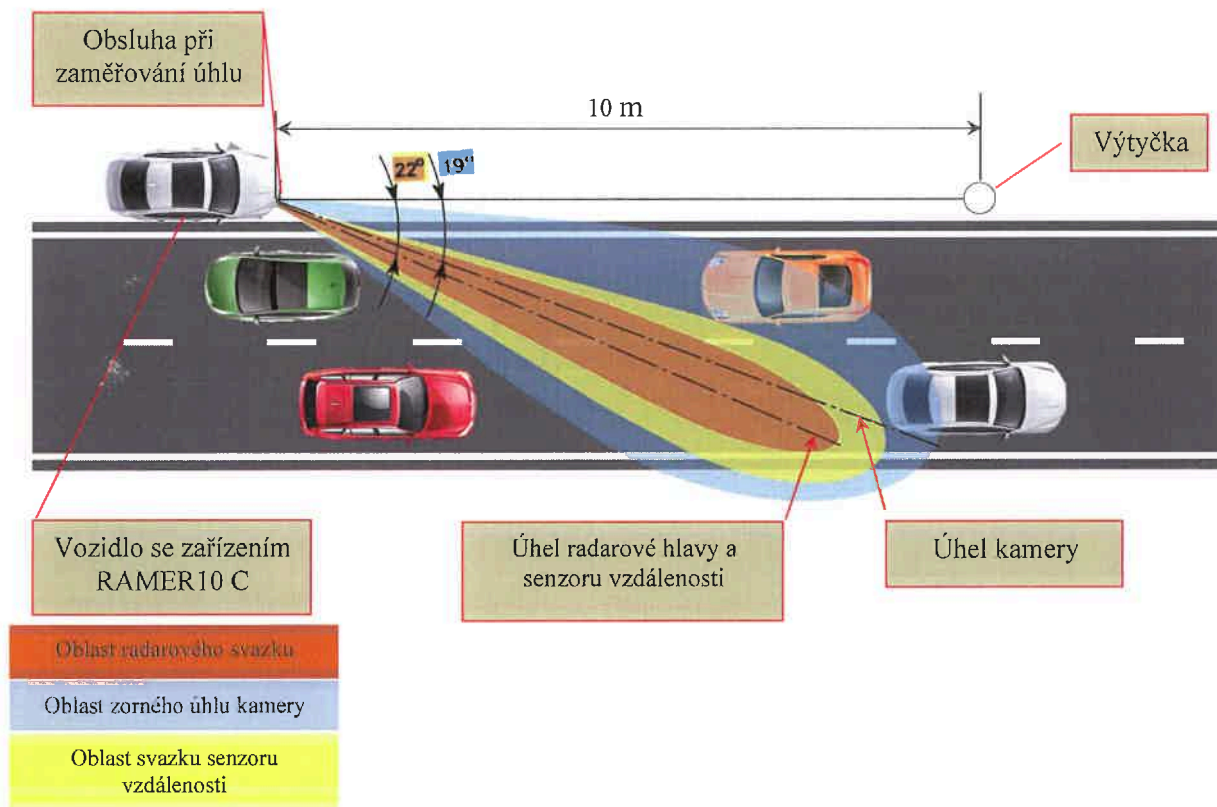 Obsluha při
zaměřování úhlu
10 m
Výtyčka
22° 19°
Vozidlo se zařízením
RAMER10 C
Úhel radarové hlavy a
senzoru vzdálenosti
Úhel kamery
Oblast radarového svazku
Oblast zorného úhlu kamery
Oblast svazku senzoru
vzdálenosti